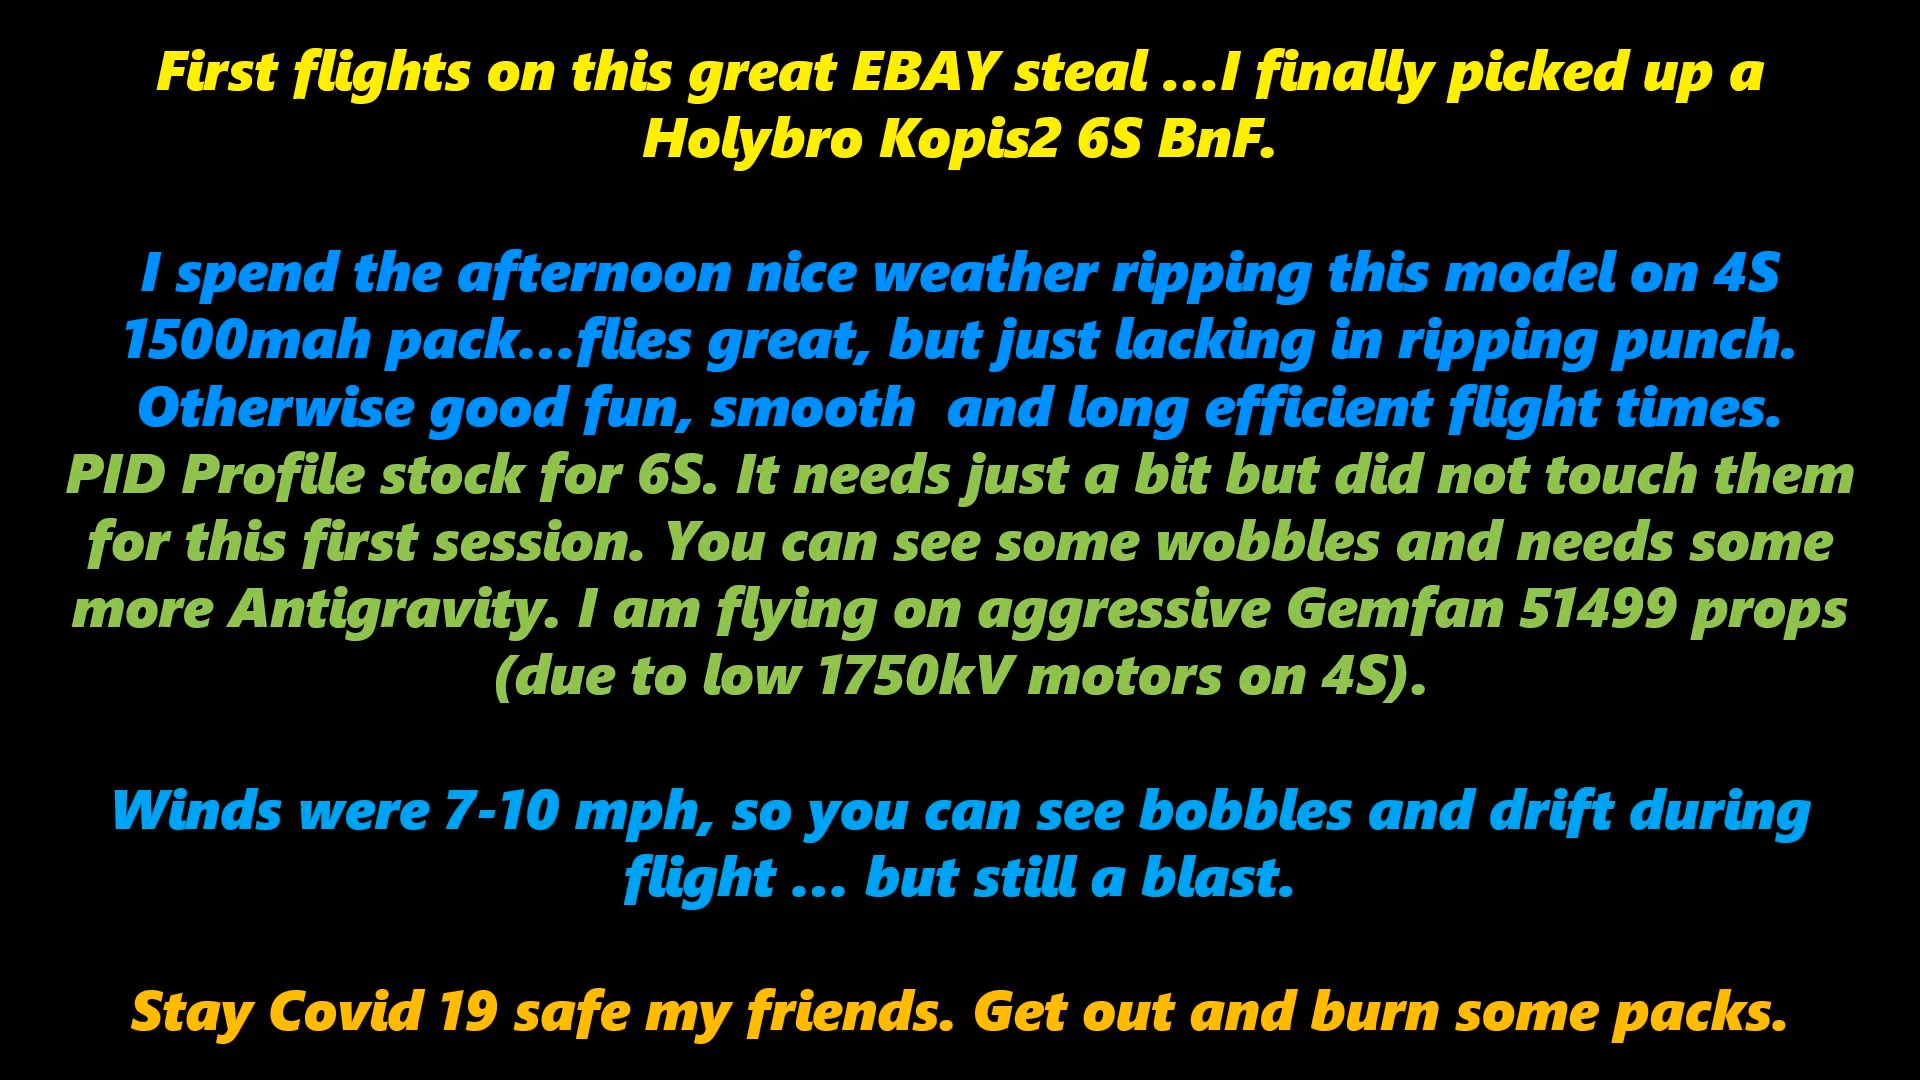 First flights on this great EBAY steal ...I finally picked up a
Holybro Kopis2 6S BnF.
I spend the afternoon nice weather ripping this model on 4S
1500mah pack...flies great, but just lacking in ripping punch.
Otherwise good fun, smooth  and long efficient flight times.
PID Profile stock for 6S. It needs just a bit but did not touch them
for this first session. You can see some wobbles and needs some
more Antigravity. I am flying on aggressive Gemfan 51499 props
(due to low 1750kV motors on 4S).
Winds were 7-10 mph, so you can see bobbles and drift during
flight ... but still a blast.
Stay Covid 19 safe my friends. Get out and burn some packs.